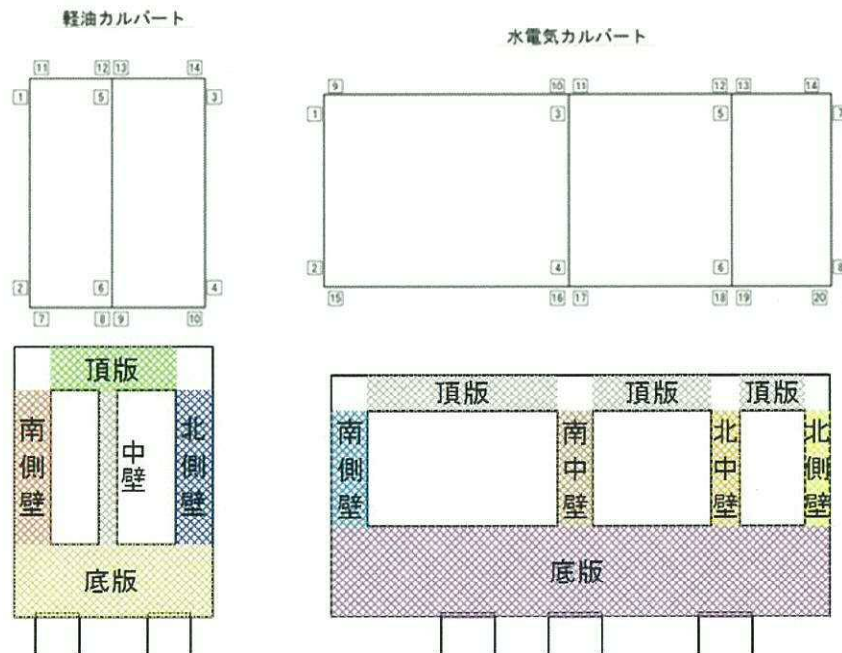 軽油カルバート
水電気カルバート
11 12 13 14
1 5 3
2 6 4
7 8 9 10
9 10 11 12 13 14
1 3 5 7
2 4 6 8
15 16 17 18 19 20
頂版
南側壁
中壁
北側壁
底版
頂版 頂版 頂版
南側壁
南中壁
北中壁
北側壁
底版